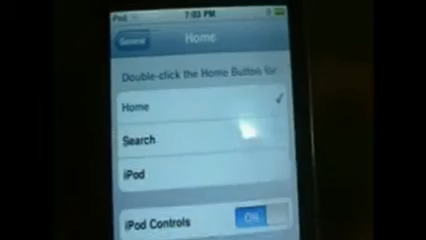 iPod 7:03 PM
General Home
Double-click the Home Button for
Home
Search
iPod
iPod Controls ON